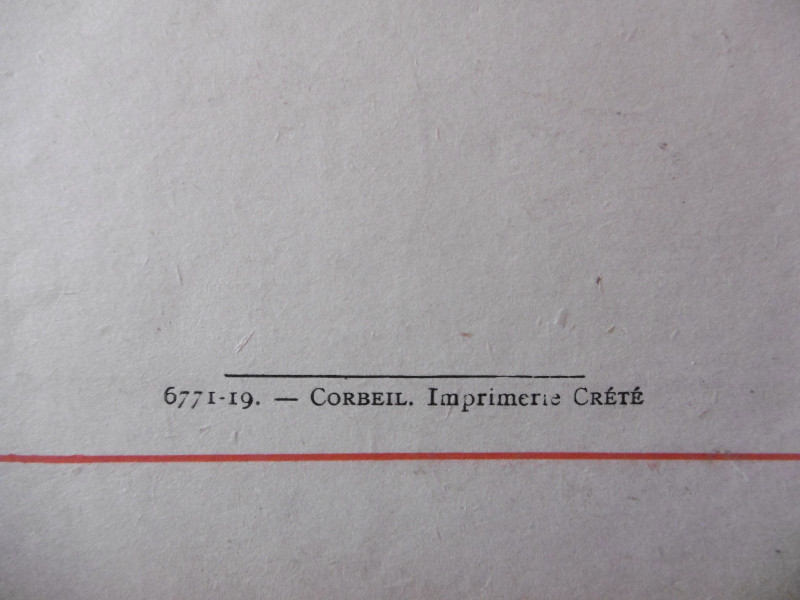 6771-19. — CORBEIL. Imprimerie CRÉTÉ